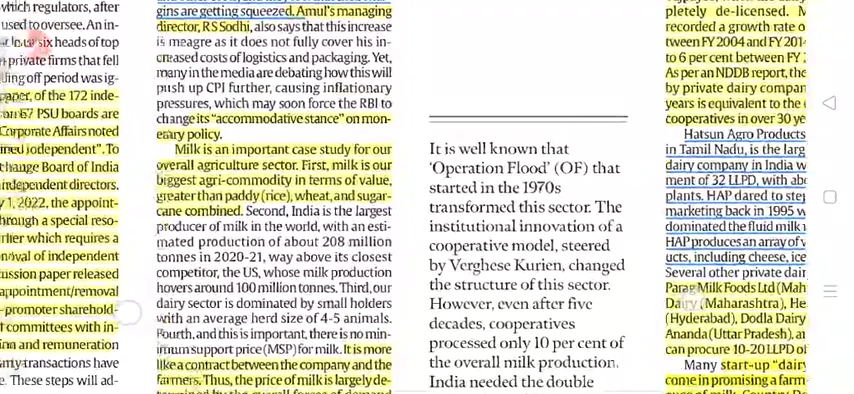 which regulators, after
used to oversee. An in-
six heads of top
private firms that fell
ling off period was ig-
paper, of the 172 inde-
67 PSU boards are
Corporate Affairs noted
To
change Board of India
independent directors.
1, 2022, the appoint-
hrough a special reso-
rlier which requires a
of independent
ussion paper released
appointment/removal
promoter sharehold-
committees with in-
and remuneration
transactions have
e. These steps will ad-
gins are getting squeezed. Amul's managing
director, RS Sodhi, also says that this increase
is meagre as it does not fully cover his in-
creased costs of logistics and packaging. Yet,
many in the media are debating how this will
push up CPI further, causing inflationary
pressures, which may soon force the RBI to
change its "accommodative stance" on mon-
etary policy.
Milk is an important case study for our
overall agriculture sector. First, milk is our
biggest agri-commodity in terms of value,
greater than paddy (rice), wheat, and sugar-
cane combined. Second, India is the largest
producer of milk in the world, with an esti-
mated production of about 208 million
tonnes in 2020-21, way above its closest
competitor, the US, whose milk production
hovers around 100 million tonnes. Third, our
dairy sector is dominated by small holders
with an average herd size of 4-5 animals.
Fourth, and this is important, there is no min-
imum support price (MSP) for milk. It is more
like a contract between the company and the
farmers. Thus, the price of milk is largely de-
It is well known that
'Operation Flood' (OF) that
started in the 1970s
transformed this sector. The
institutional innovation of a
cooperative model, steered
by Verghese Kurien, changed
the structure of this sector.
However, even after five
decades, cooperatives
processed only 10 per cent of
the overall milk production.
India needed the double
pletely de-licensed. M
recorded a growth rate o
tween FY 2004 and FY 201
to 6 per cent between FY
As per an NDDB report, the
by private dairy compan
years is equivalent to the
cooperatives in over 30 ye
Hatsun Agro Products
in Tamil Nadu, is the larg
dairy company in India w
ment of 32 LLPD, with ab
plants. HAP dared to step
marketing back in 1995 w
dominated the fluid milk
HAP produces an array of v
ucts, including cheese, ice
Several other private dair
Parag Milk Foods Ltd (Mah
Dairy (Maharashtra), He
(Hyderabad), Dodla Dairy
Ananda (Uttar Pradesh), an
can procure 10-20 LLPD of
Many start-up "dairy
come in promising a farm-